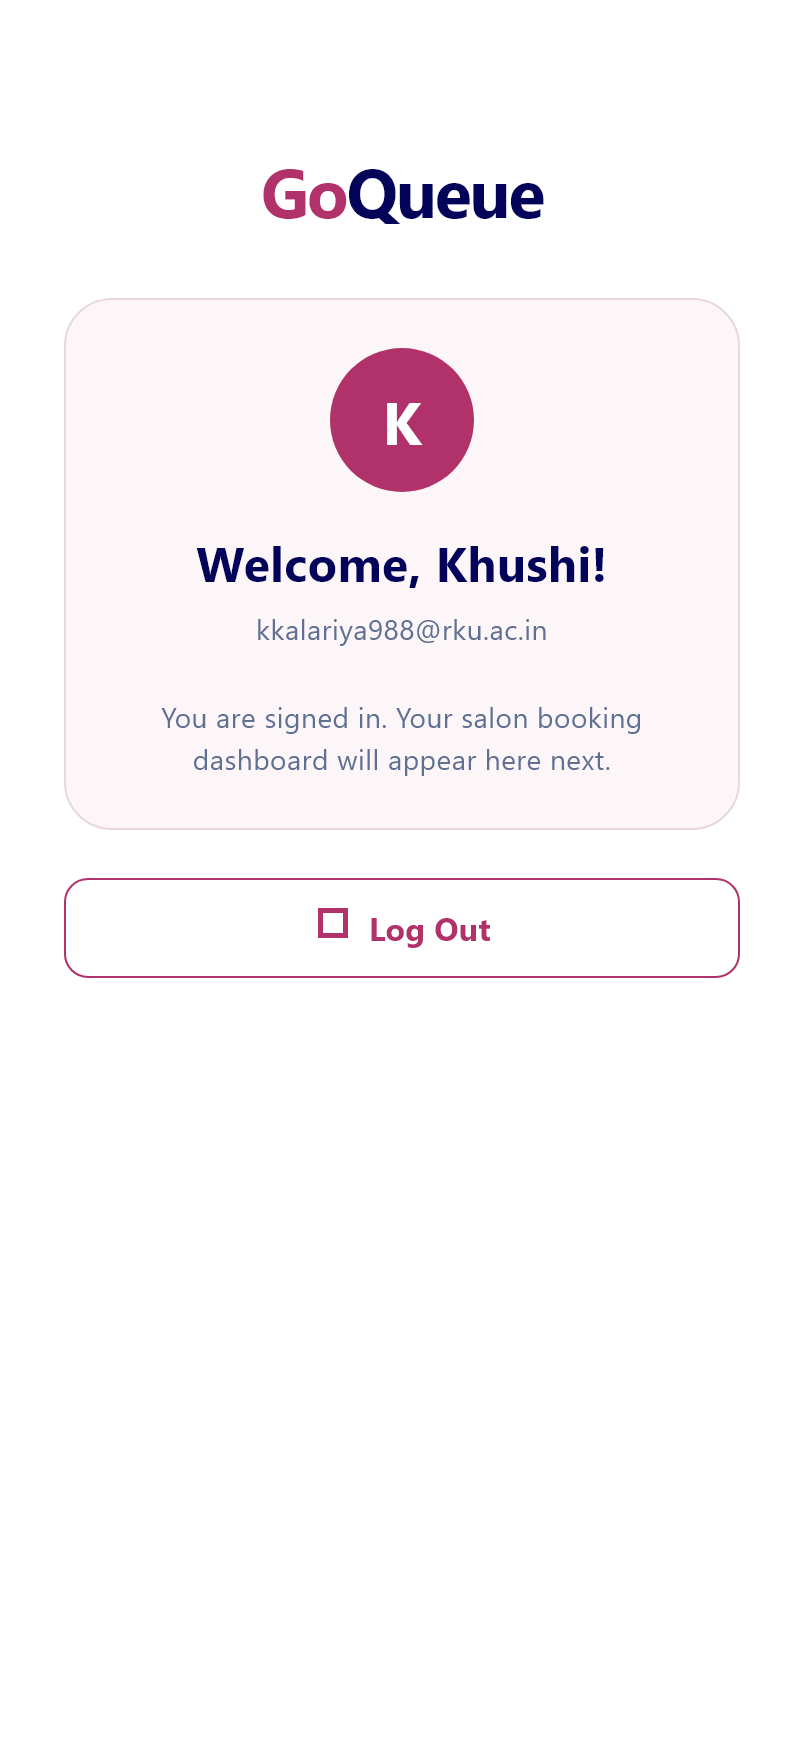 GoQueue
K
Welcome, Khushi!
kkalariya988@rku.ac.in
You are signed in. Your salon booking
dashboard will appear here next.
Log Out